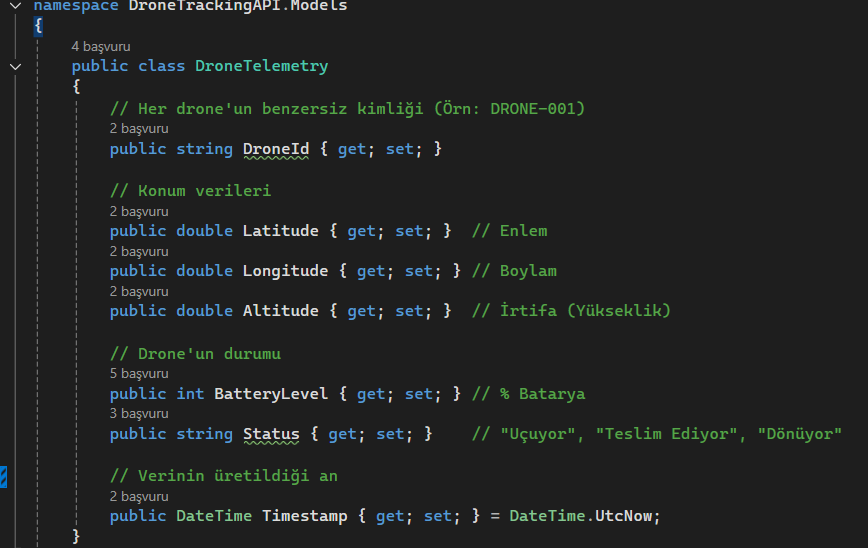 namespace DroneTrackingAPI.Models
{
4 başvuru
public class DroneTelemetry
{
// Her drone'un benzersiz kimliği (Örn: DRONE-001)
2 başvuru
public string DroneId { get; set; }
// Konum verileri
2 başvuru
public double Latitude { get; set; } // Enlem
2 başvuru
public double Longitude { get; set; } // Boylam
2 başvuru
public double Altitude { get; set; } // İrtifa (Yükseklik)
// Drone'un durumu
5 başvuru
public int BatteryLevel { get; set; } // % Batarya
3 başvuru
public string Status { get; set; } // "Uçuyor", "Teslim Ediyor", "Dönüyor"
// Verinin üretildiği an
2 başvuru
public DateTime Timestamp { get; set; } = DateTime.UtcNow;
}